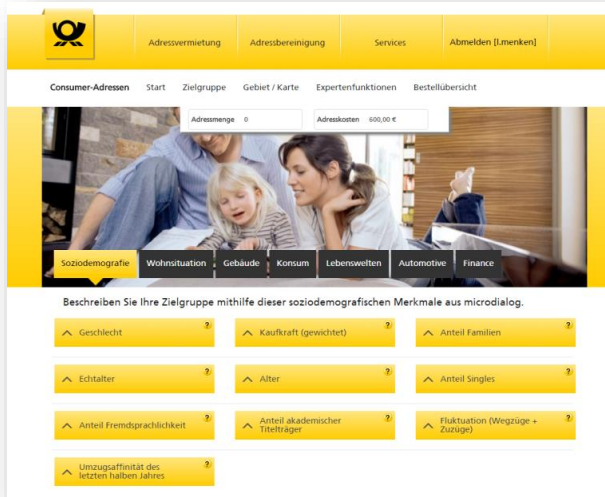 Adressvermietung Adressbereinigung Services Abmelden [l.menken]
Consumer-Adressen Start Zielgruppe Gebiet / Karte Expertenfunktionen Bestellübersicht
Adressmenge 0 Adresskosten 600,00 €
Soziodemografie Wohnsituation Gebäude Konsum Lebenswelten Automotive Finance
Beschreiben Sie Ihre Zielgruppe mithilfe dieser soziodemografischen Merkmale aus microdialog.
Geschlecht ? Kaufkraft (gewichtet) ? Anteil Familien ?
Echtalter ? Alter ? Anteil Singles ?
Anteil Fremdsprachlichkeit ? Anteil akademischer Titelträger ? Fluktuation (Wegzüge + Zuzüge) ?
Umzugsaffinität des letzten halben Jahres ?